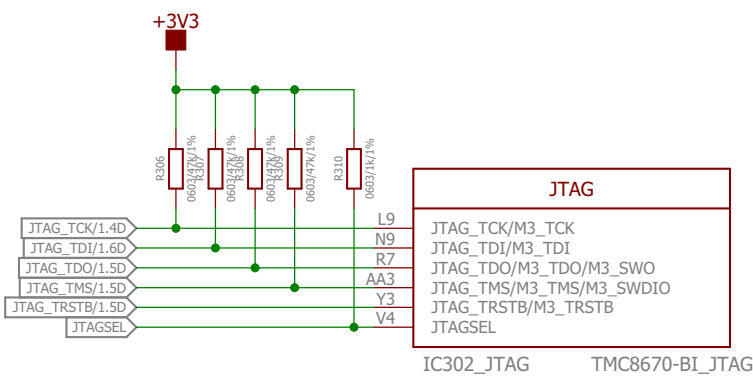 +3V3
R306
0603/47k/1%
R307
0603/47k/1%
R308
0603/47k/1%
R309
0603/47k/1%
R310
0603/1k/1%
JTAG
JTAG_TCK/1.4D
L9
JTAG_TCK/M3_TCK
JTAG_TDI/1.6D
N9
JTAG_TDI/M3_TDI
JTAG_TDO/1.5D
R7
JTAG_TDO/M3_TDO/M3_SWO
JTAG_TMS/1.5D
AA3
JTAG_TMS/M3_TMS/M3_SWDIO
JTAG_TRSTB/1.5D
Y3
JTAG_TRSTB/M3_TRSTB
JTAGSEL
V4
JTAGSEL
IC302_JTAG
TMC8670-BI_JTAG